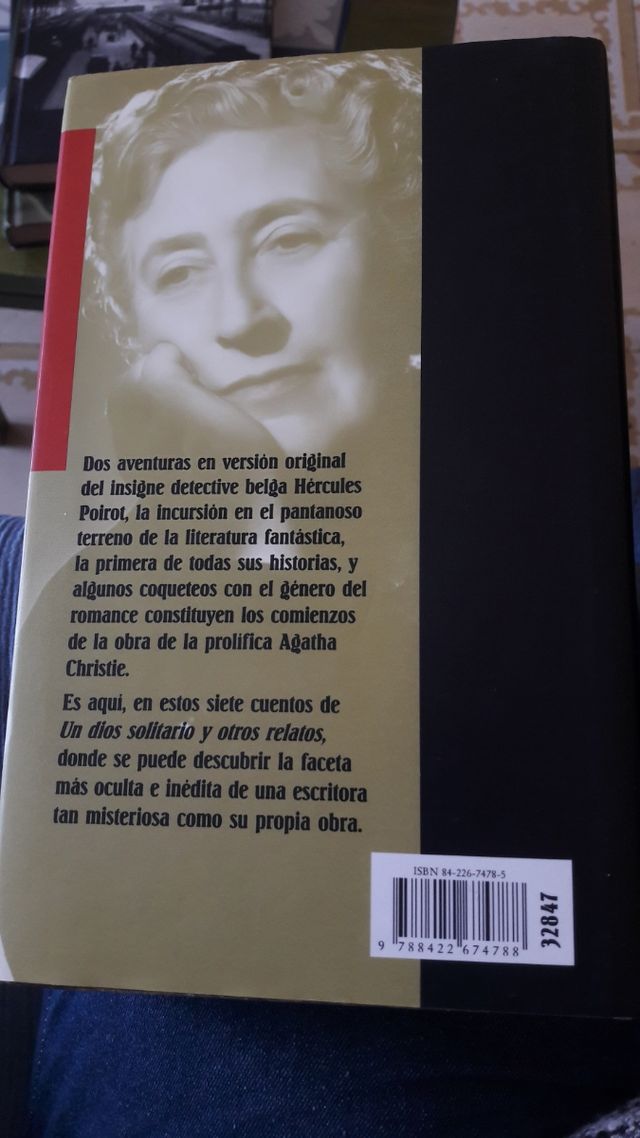 Dos aventuras en versión original
del insigne detective belga Hércules
Poirot, la incursión en el pantanoso
terreno de la literatura fantástica,
la primera de todas sus historias, y
algunos coqueteos con el género del
romance constituyen los comienzos
de la obra de la prolífica Agatha
Christie.
Es aquí, en estos siete cuentos de
Un dios solitario y otros relatos,
donde se puede descubrir la faceta
más oculta e inédita de una escritora
tan misteriosa como su propia obra.
ISBN 84-226-7478-5
9 788422 674788
32847